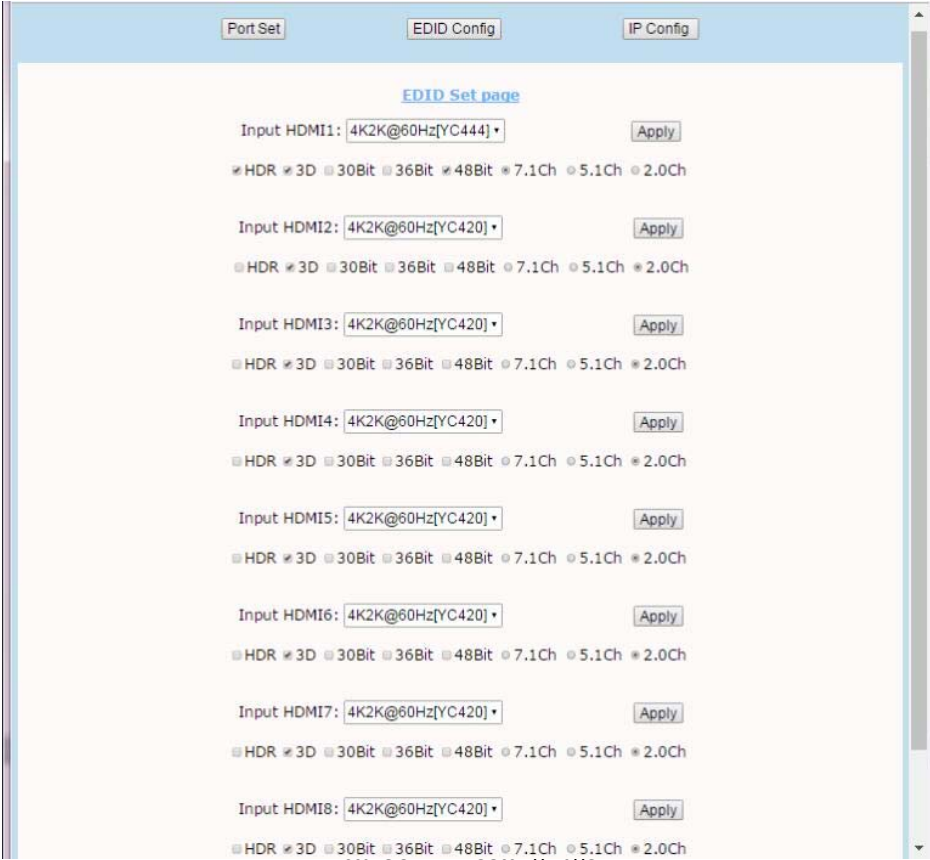 Port Set EDID Config IP Config
EDID Set page
Input HDMI1: 4K2K@60Hz[YC444] Apply
HDR 3D 30Bit 36Bit 48Bit 7.1Ch 5.1Ch 2.0Ch
Input HDMI2: 4K2K@60Hz[YC420] Apply
HDR 3D 30Bit 36Bit 48Bit 7.1Ch 5.1Ch 2.0Ch
Input HDMI3: 4K2K@60Hz[YC420] Apply
HDR 3D 30Bit 36Bit 48Bit 7.1Ch 5.1Ch 2.0Ch
Input HDMI4: 4K2K@60Hz[YC420] Apply
HDR 3D 30Bit 36Bit 48Bit 7.1Ch 5.1Ch 2.0Ch
Input HDMI5: 4K2K@60Hz[YC420] Apply
HDR 3D 30Bit 36Bit 48Bit 7.1Ch 5.1Ch 2.0Ch
Input HDMI6: 4K2K@60Hz[YC420] Apply
HDR 3D 30Bit 36Bit 48Bit 7.1Ch 5.1Ch 2.0Ch
Input HDMI7: 4K2K@60Hz[YC420] Apply
HDR 3D 30Bit 36Bit 48Bit 7.1Ch 5.1Ch 2.0Ch
Input HDMI8: 4K2K@60Hz[YC420] Apply
HDR 3D 30Bit 36Bit 48Bit 7.1Ch 5.1Ch 2.0Ch